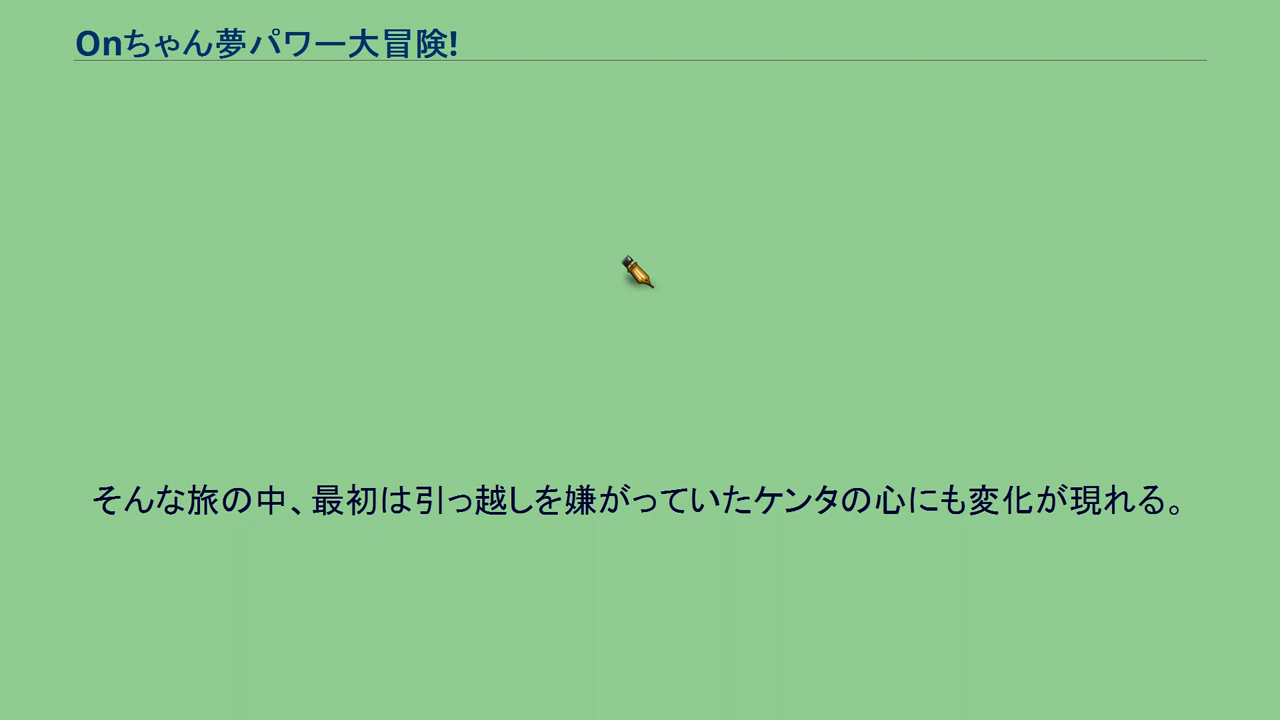 Onちゃん夢パワー大冒険!
そんな旅の中、最初は引っ越しを嫌がっていたケンタの心にも変化が現れる。